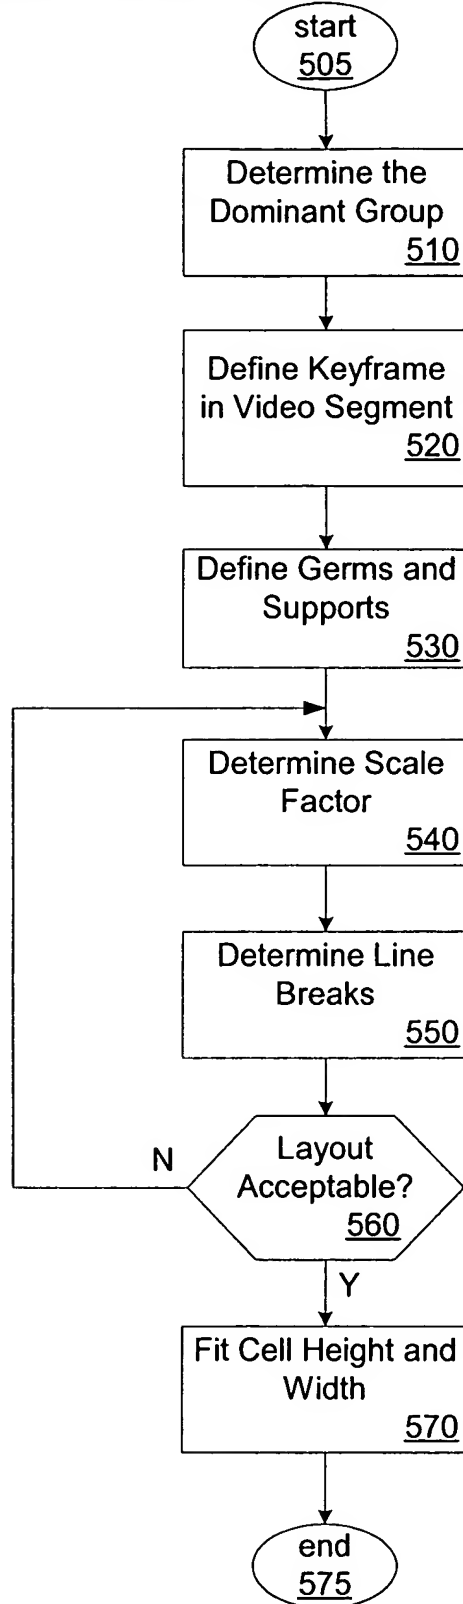 start
505
Determine the
Dominant Group
510
Define Keyframe
in Video Segment
520
Define Germs and
Supports
530
Determine Scale
Factor
540
Determine Line
Breaks
550
N
Layout
Acceptable?
560
Y
Fit Cell Height and
Width
570
end
575